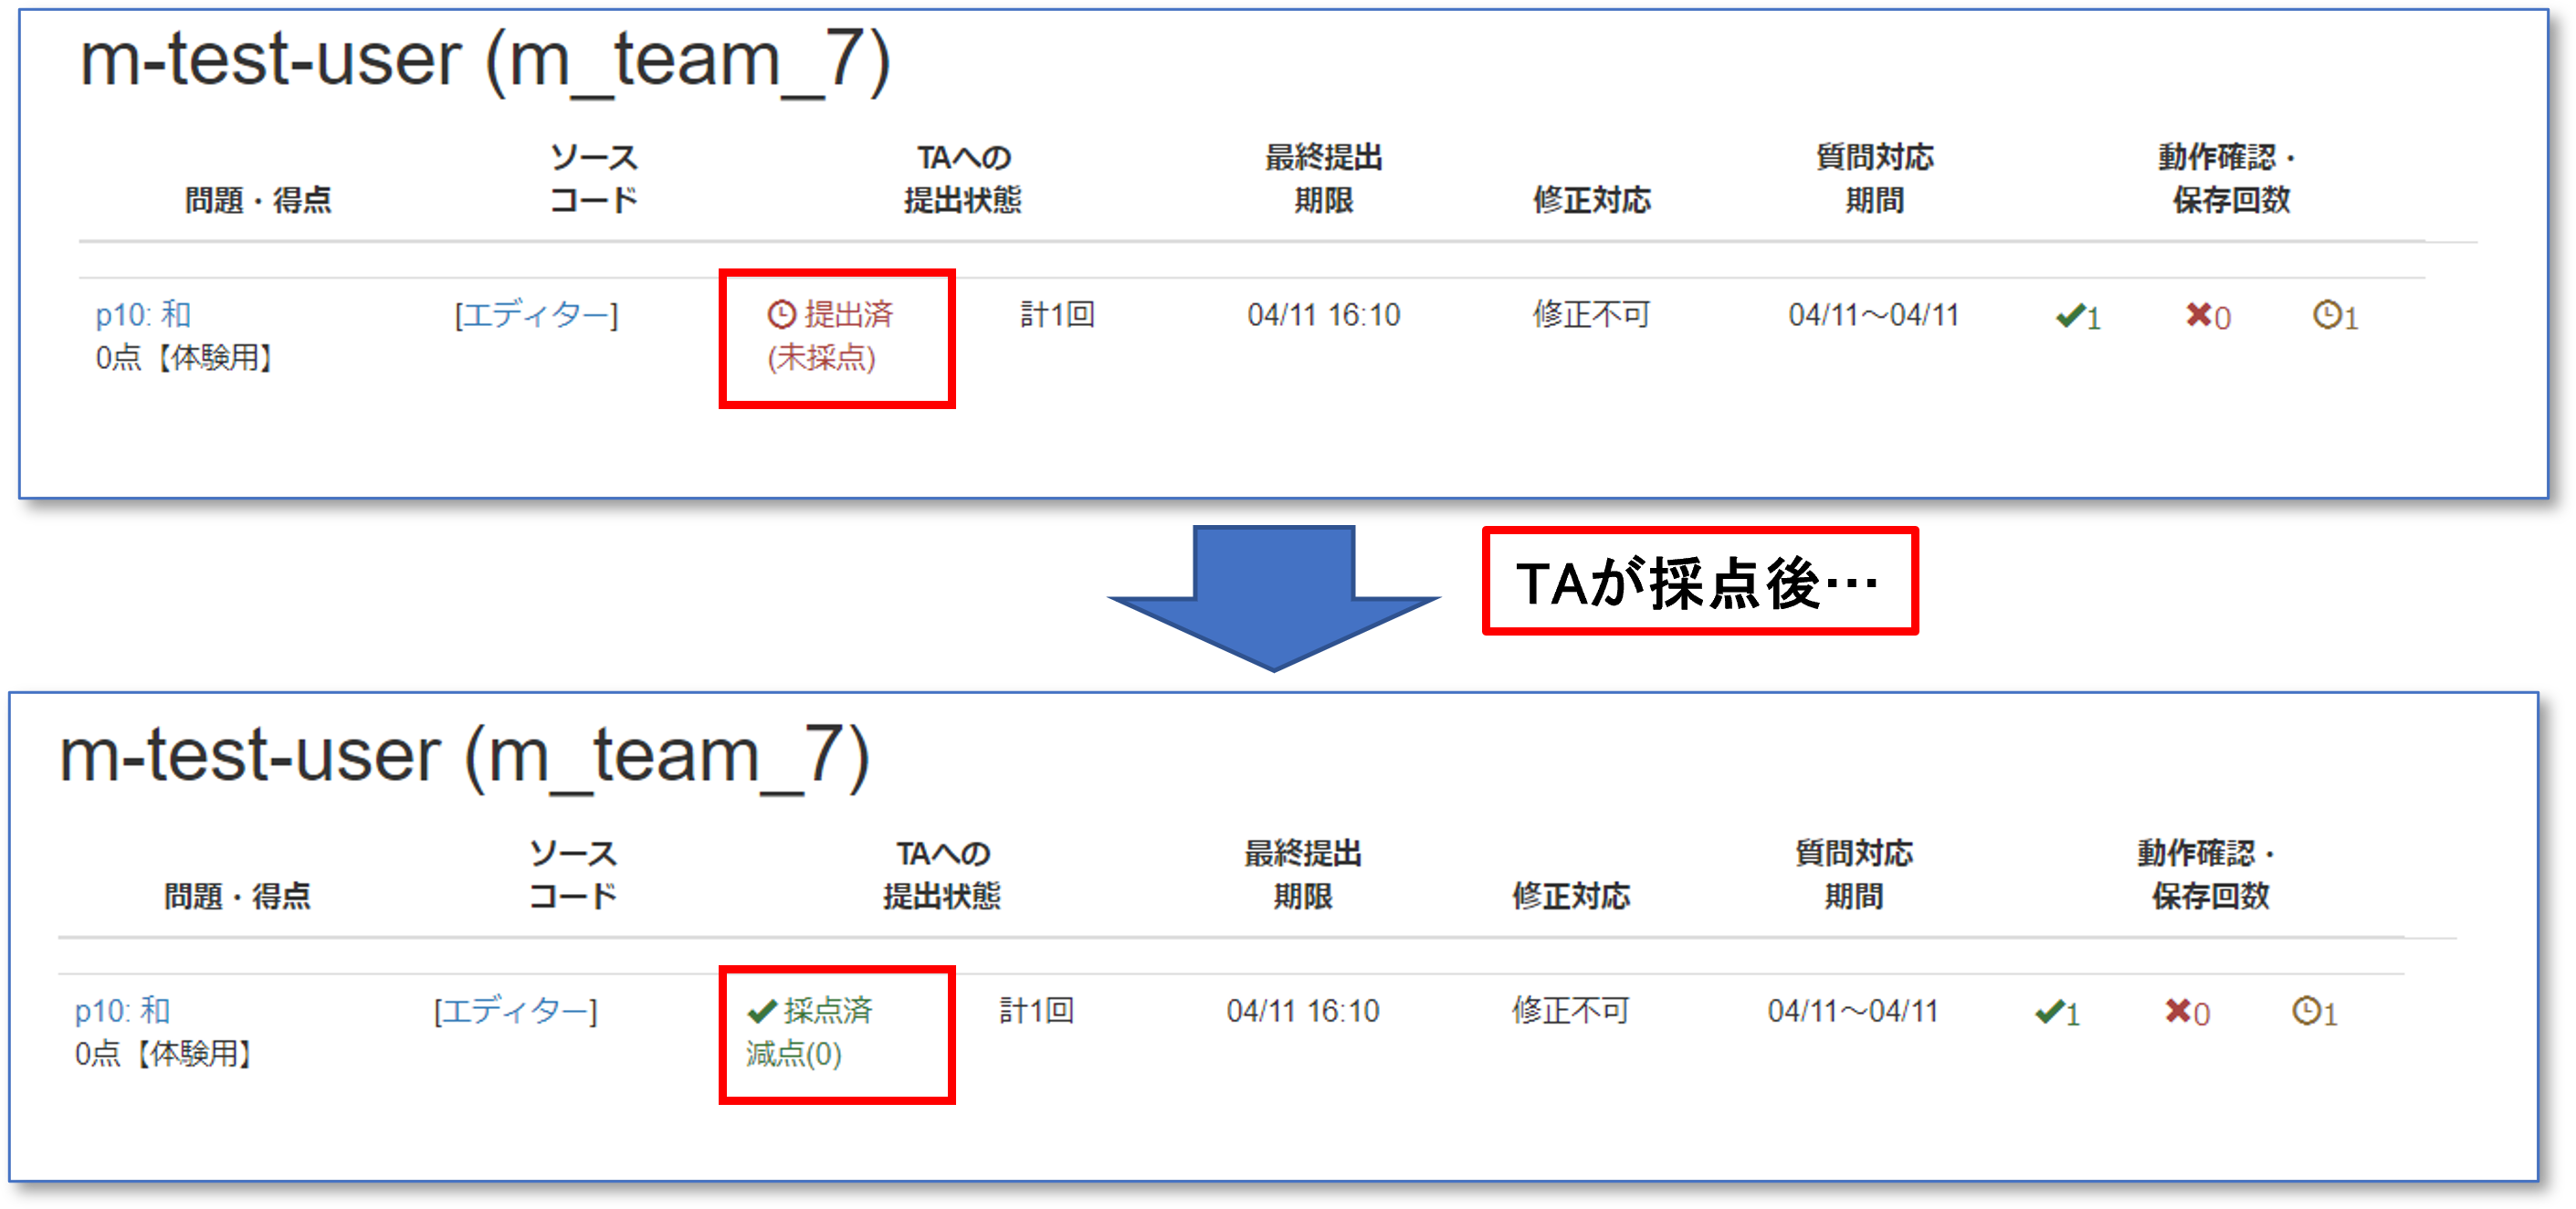 m-test-user (m_team_7)
ソース TAへの 最終提出 質問対応 動作確認・
問題・得点 コード 提出状態 期限 修正対応 期間 保存回数
p10: 和 [エディター] 提出済 計1回 04/11 16:10 修正不可 04/11～04/11 1 0 1
0点【体験用】 (未採点)
TAが採点後…
m-test-user (m_team_7)
ソース TAへの 最終提出 質問対応 動作確認・
問題・得点 コード 提出状態 期限 修正対応 期間 保存回数
p10: 和 [エディター] 採点済 計1回 04/11 16:10 修正不可 04/11～04/11 1 0 1
0点【体験用】 減点(0)